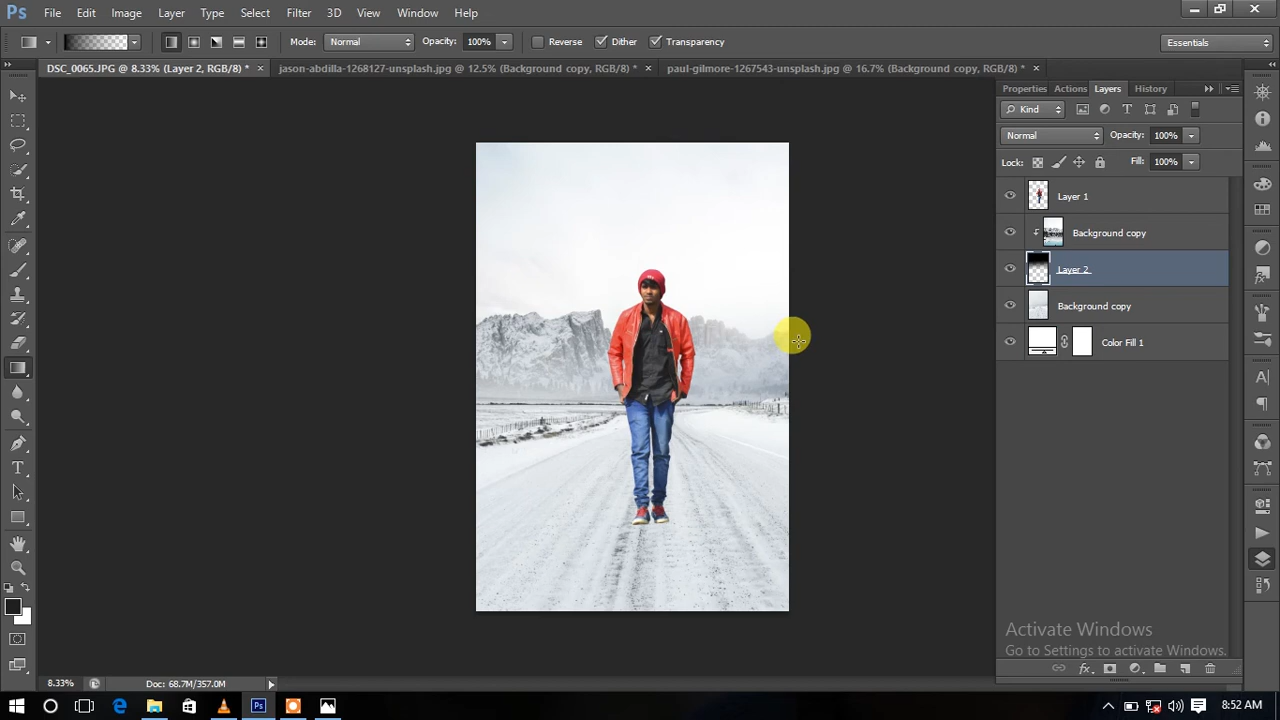 Ps File Edit Image Layer Type Select Filter 3D View Window Help
Mode: Normal Opacity: 100% Reverse Dither Transparency Essentials
DSC_0065.JPG @ 8.33% (Layer 2, RGB/8) * × jason-abdilla-1268127-unsplash.jpg @ 12.5% (Background copy, RGB/8) * × paul-gilmore-1267543-unsplash.jpg @ 16.7% (Background copy, RGB/8) * ×
Properties Actions Layers History
Kind
Normal Opacity: 100%
Lock: Fill: 100%
Layer 1
Background copy
Layer 2
Background copy
Color Fill 1
Activate Windows
Go to Settings to activate Windows.
8.33% Doc: 68.7M/357.0M
8:52 AM